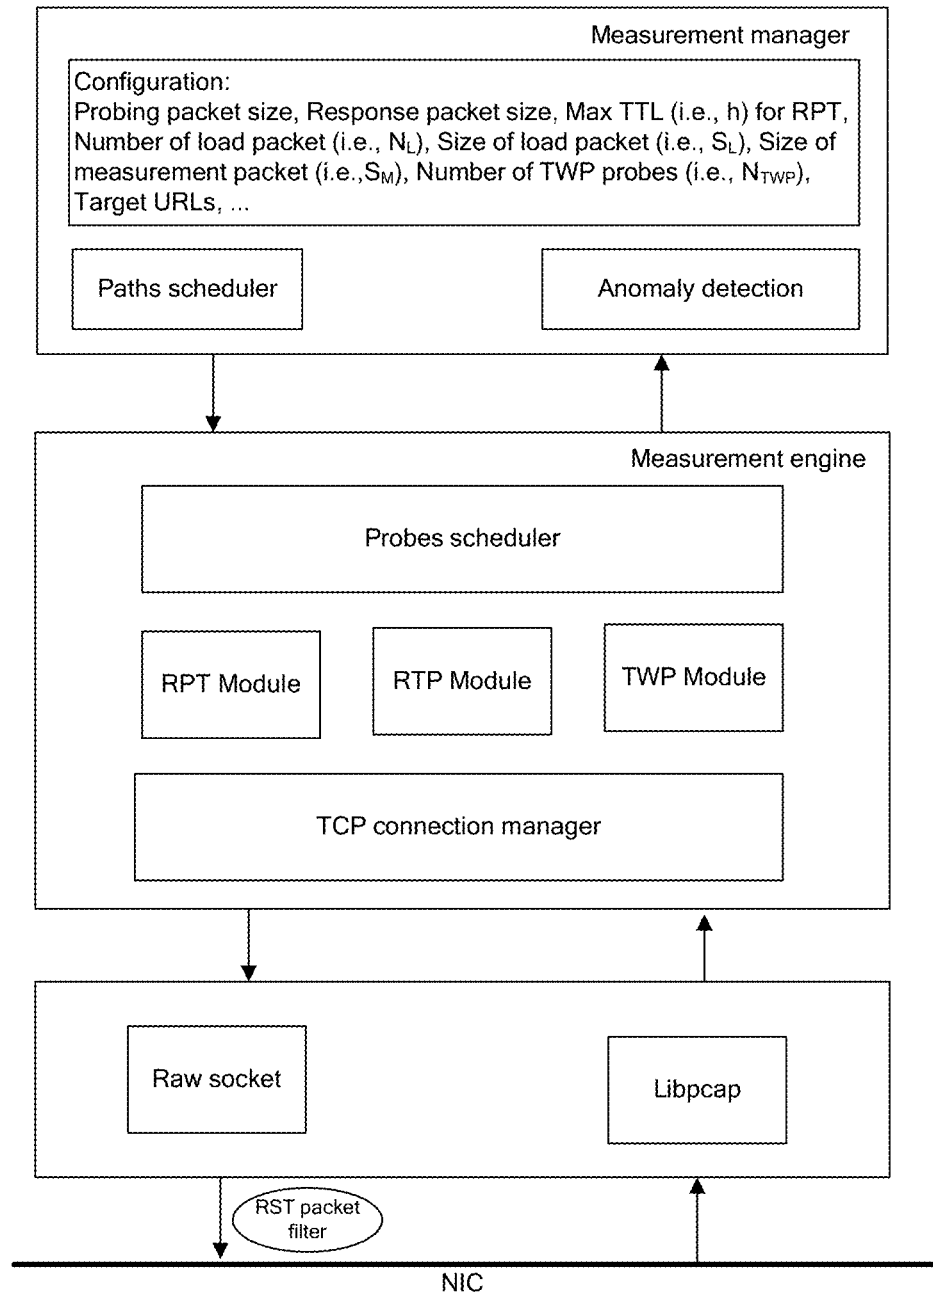 Measurement manager
Configuration:
Probing packet size, Response packet size, Max TTL (i.e., h) for RPT,
Number of load packet (i.e., NL), Size of load packet (i.e., SL), Size of
measurement packet (i.e.,SM), Number of TWP probes (i.e., NTWP),
Target URLs, ...
Paths scheduler
Anomaly detection
Measurement engine
Probes scheduler
RPT Module
RTP Module
TWP Module
TCP connection manager
Raw socket
Libpcap
RST packet
filter
NIC